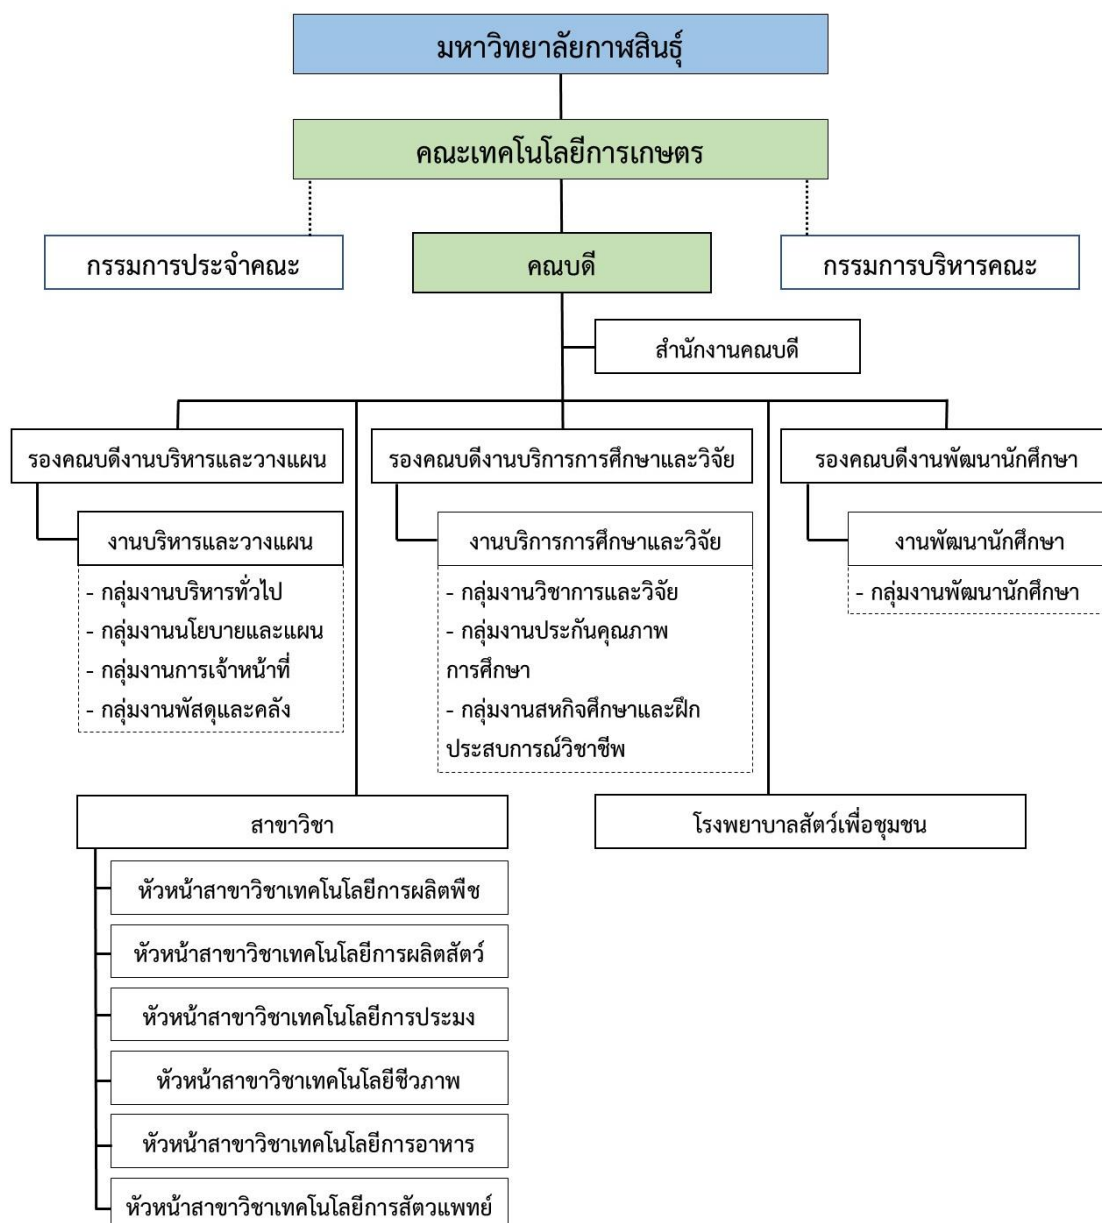 มหาวิทยาลัยกาฬสินธุ์
คณะเทคโนโลยีการเกษตร
กรรมการประจำคณะ
คณบดี
กรรมการบริหารคณะ
สำนักงานคณบดี
รองคณบดีงานบริหารและวางแผน
รองคณบดีงานบริการการศึกษาและวิจัย
รองคณบดีงานพัฒนานักศึกษา
งานบริหารและวางแผน
- กลุ่มงานบริหารทั่วไป
- กลุ่มงานนโยบายและแผน
- กลุ่มงานการเจ้าหน้าที่
- กลุ่มงานพัสดุและคลัง
งานบริการการศึกษาและวิจัย
- กลุ่มงานวิชาการและวิจัย
- กลุ่มงานประกันคุณภาพ
การศึกษา
- กลุ่มงานสหกิจศึกษาและฝึก
ประสบการณ์วิชาชีพ
งานพัฒนานักศึกษา
- กลุ่มงานพัฒนานักศึกษา
สาขาวิชา
โรงพยาบาลสัตว์เพื่อชุมชน
หัวหน้าสาขาวิชาเทคโนโลยีการผลิตพืช
หัวหน้าสาขาวิชาเทคโนโลยีการผลิตสัตว์
หัวหน้าสาขาวิชาเทคโนโลยีการประมง
หัวหน้าสาขาวิชาเทคโนโลยีชีวภาพ
หัวหน้าสาขาวิชาเทคโนโลยีการอาหาร
หัวหน้าสาขาวิชาเทคโนโลยีการสัตวแพทย์